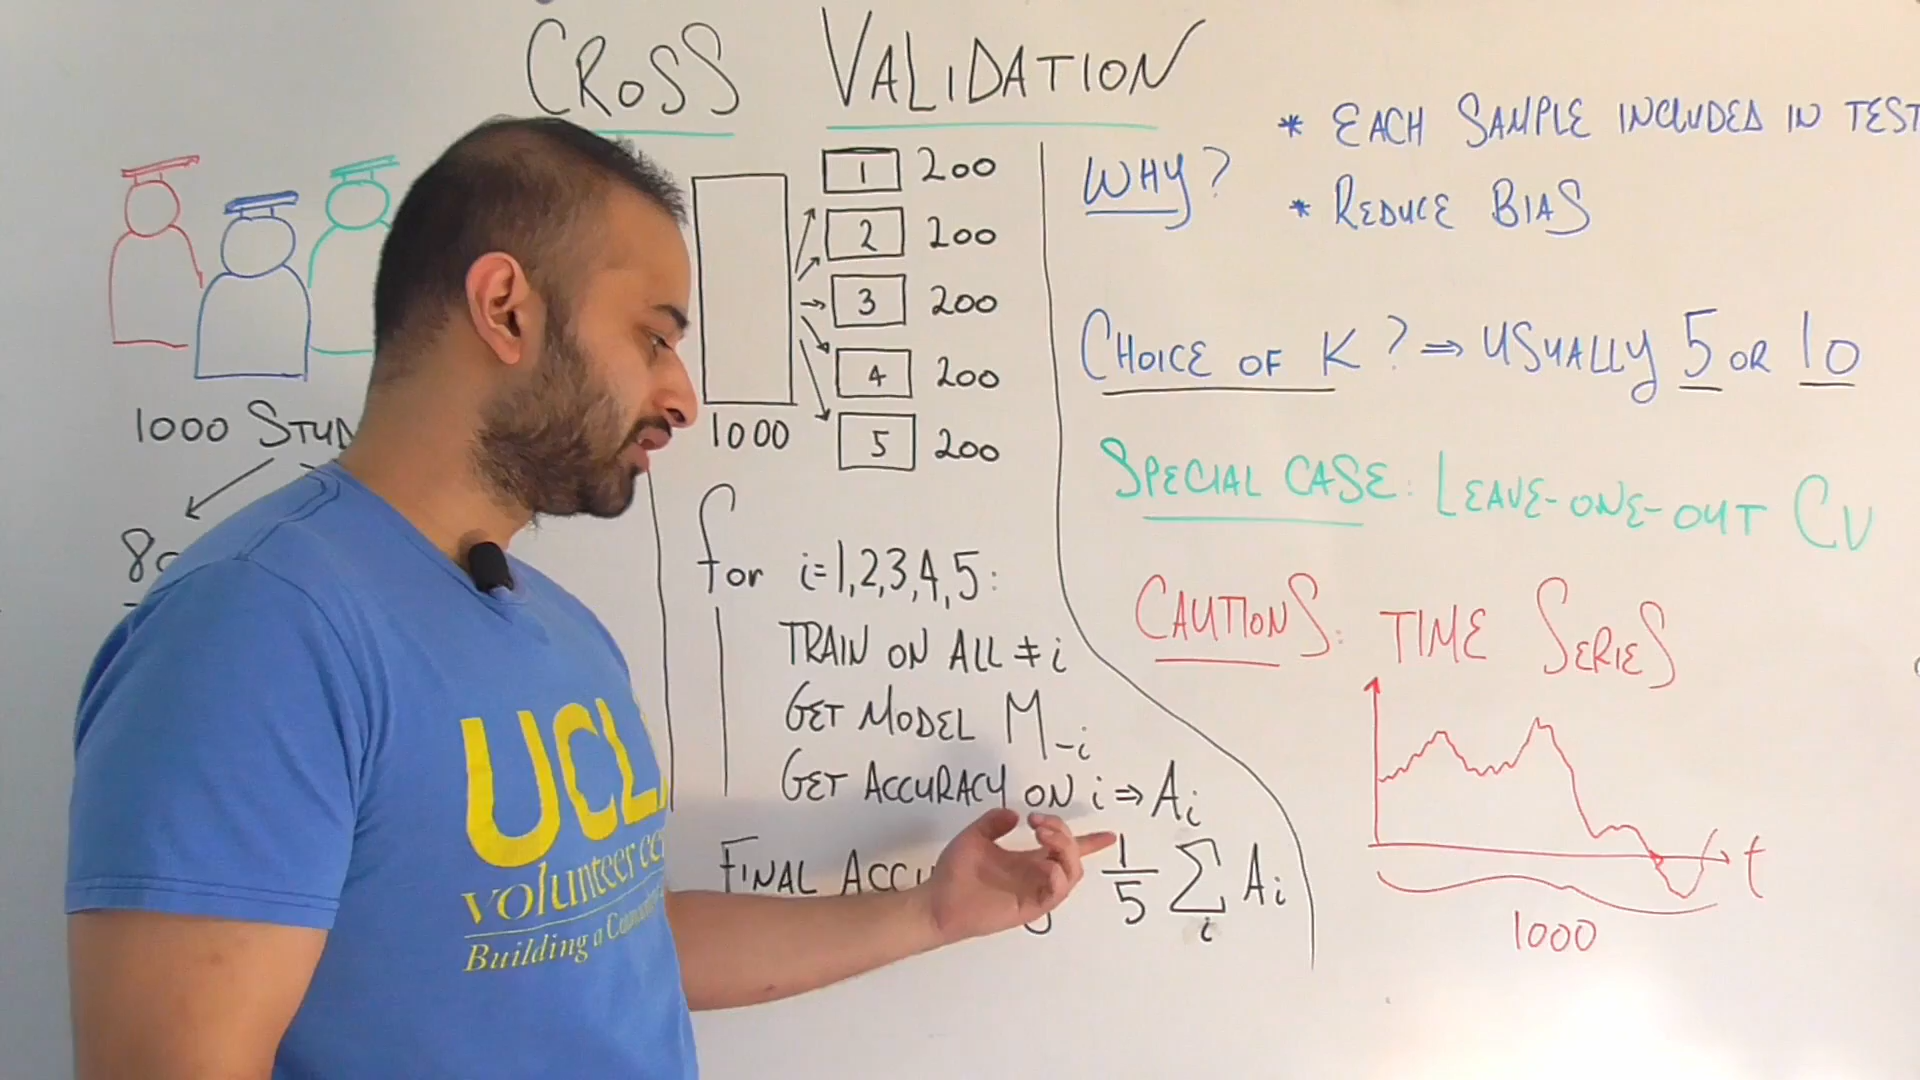 CROSS VALIDATION
1000
1 200
2 200
3 200
4 200
5 200
1000
for i=1,2,3,4,5:
TRAIN ON ALL ≠ i
GET MODEL M-i
GET ACCURACY ON i ⇒ Ai
FINAL
1/5 Σi Ai
WHY?
* EACH SAMPLE INCLUDED IN TEST
* REDUCE BIAS
CHOICE OF K? ⇒ USUALLY 5 OR 10
SPECIAL CASE: LEAVE-ONE-OUT CV
CAUTIONS: TIME SERIES
t
1000
UCLA
volunteer
Building a